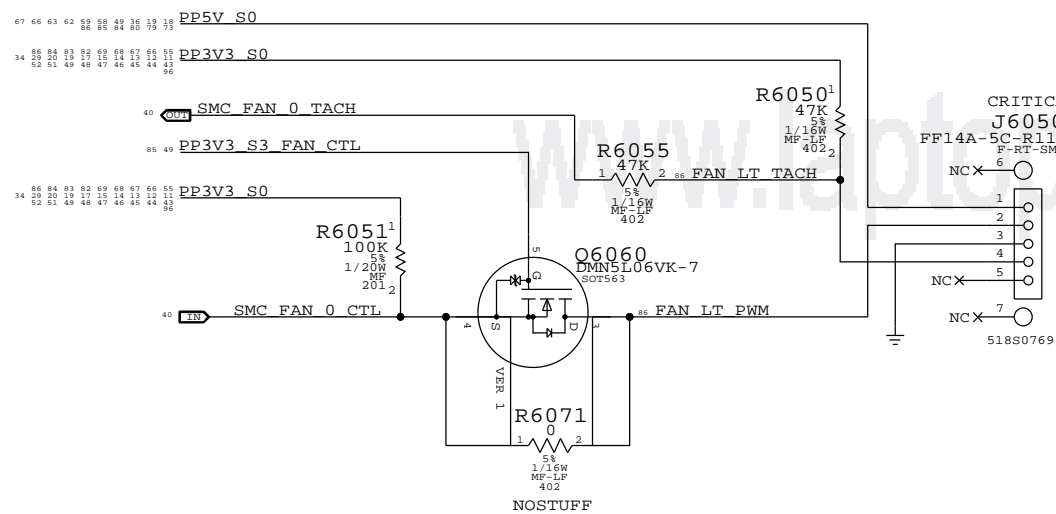 67 66 63 62 59 58 49 36 19 18
86 85 84 80 79 73
PP5V_S0
86 84 83 82 69 68 67 66 55
34 29 20 19 17 15 14 13 12 11
52 51 49 48 47 46 45 44 43
96
PP3V3_S0
40 OUT SMC_FAN_0_TACH
85 49 PP3V3_S3_FAN_CTL
86 84 83 82 69 68 67 66 55
34 29 20 19 17 15 14 13 12 11
52 51 49 48 47 46 45 44 43
96
PP3V3_S0
R6050 1
47K
5%
1/16W
MF-LF
402 2
R6055
47K
1 2
5%
1/16W
MF-LF
402
86 FAN_LT_TACH
R6051 1
100K
5%
1/20W
MF
201 2
5
Q6060
DMN5L06VK-7
SOT563
G
S
D
40 IN SMC_FAN_0_CTL
4
3
86 FAN_LT_PWM
VER 1
R6071
0
1 2
5%
1/16W
MF-LF
402
NOSTUFF
CRITICA
J6050
FF14A-5C-R11
F-RT-SM
NC 6
1
2
3
4
NC 5
NC 7
518S0769
www.laptop